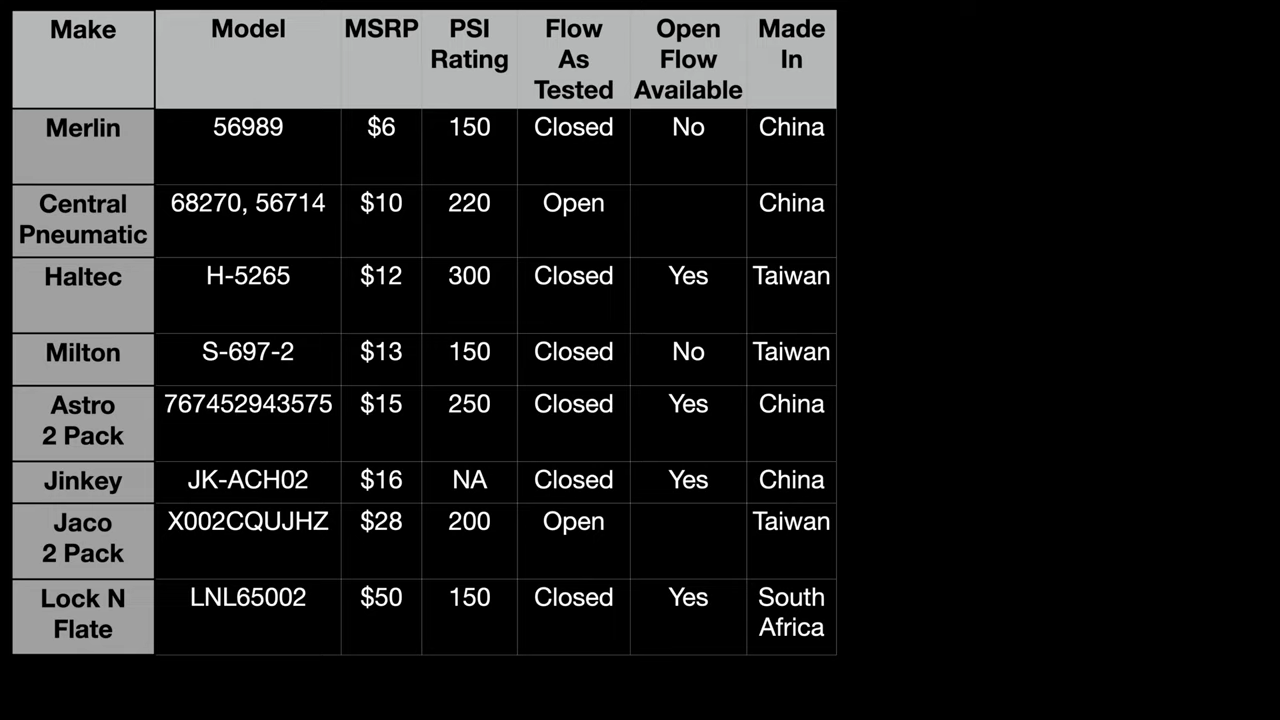 Make Model MSRP PSI Rating Flow As Tested Open Flow Available Made In
Merlin 56989 $6 150 Closed No China
Central Pneumatic 68270, 56714 $10 220 Open China
Haltec H-5265 $12 300 Closed Yes Taiwan
Milton S-697-2 $13 150 Closed No Taiwan
Astro 2 Pack 767452943575 $15 250 Closed Yes China
Jinkey JK-ACH02 $16 NA Closed Yes China
Jaco 2 Pack X002CQUJHZ $28 200 Open Taiwan
Lock N Flate LNL65002 $50 150 Closed Yes South Africa